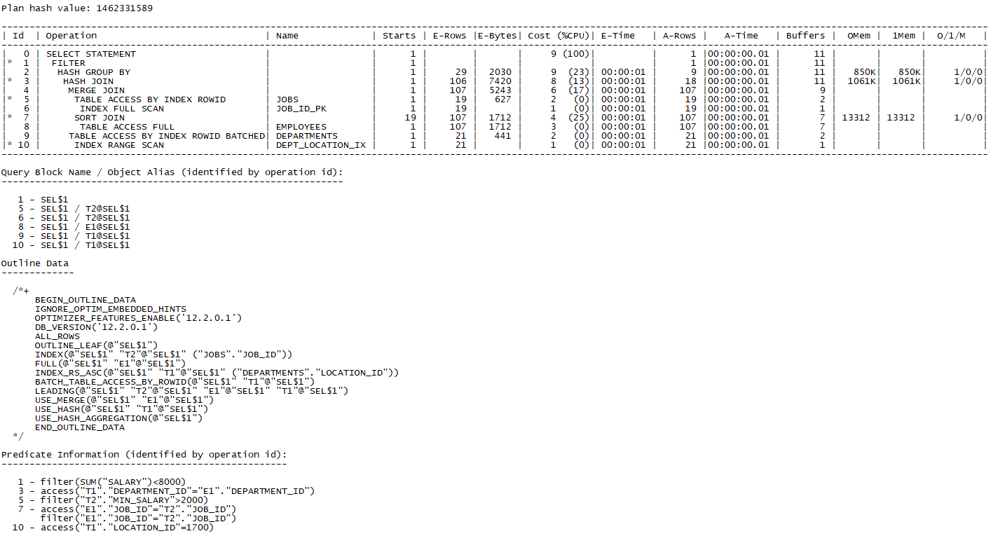 Plan hash value: 1462331589
---------------------------------------------------------------------------------------------------------------------------------------------------------------------------------
| Id  | Operation                              | Name             | Starts | E-Rows |E-Bytes| Cost (%CPU)| E-Time   | A-Rows |   A-Time   | Buffers |  OMem |  1Mem |  O/1/M   |
---------------------------------------------------------------------------------------------------------------------------------------------------------------------------------
|   0 | SELECT STATEMENT                       |                  |      1 |        |       |     9 (100)|          |      1 |00:00:00.01 |      11 |       |       |          |
|*  1 |  FILTER                                |                  |      1 |        |       |            |          |      1 |00:00:00.01 |      11 |       |       |          |
|   2 |   HASH GROUP BY                        |                  |      1 |     29 |  2030 |     9  (23)| 00:00:01 |      9 |00:00:00.01 |      11 |   850K|   850K|     1/0/0|
|*  3 |    HASH JOIN                           |                  |      1 |    106 |  7420 |     8  (13)| 00:00:01 |     18 |00:00:00.01 |      11 |  1061K|  1061K|     1/0/0|
|   4 |     MERGE JOIN                         |                  |      1 |    107 |  5243 |     6  (17)| 00:00:01 |    107 |00:00:00.01 |       9 |       |       |          |
|*  5 |      TABLE ACCESS BY INDEX ROWID       | JOBS             |      1 |     19 |   627 |     2   (0)| 00:00:01 |     19 |00:00:00.01 |       2 |       |       |          |
|   6 |       INDEX FULL SCAN                  | JOB_ID_PK        |      1 |     19 |       |     1   (0)| 00:00:01 |     19 |00:00:00.01 |       1 |       |       |          |
|*  7 |      SORT JOIN                         |                  |     19 |    107 |  1712 |     4  (25)| 00:00:01 |    107 |00:00:00.01 |       7 | 13312 | 13312 |     1/0/0|
|   8 |       TABLE ACCESS FULL                | EMPLOYEES        |      1 |    107 |  1712 |     3   (0)| 00:00:01 |    107 |00:00:00.01 |       7 |       |       |          |
|   9 |     TABLE ACCESS BY INDEX ROWID BATCHED| DEPARTMENTS      |      1 |     21 |   441 |     2   (0)| 00:00:01 |     21 |00:00:00.01 |       2 |       |       |          |
|* 10 |      INDEX RANGE SCAN                  | DEPT_LOCATION_IX |      1 |     21 |       |     1   (0)| 00:00:01 |     21 |00:00:00.01 |       1 |       |       |          |
---------------------------------------------------------------------------------------------------------------------------------------------------------------------------------
Query Block Name / Object Alias (identified by operation id):
-------------------------------------------------------------
   1 - SEL$1
   5 - SEL$1 / T2@SEL$1
   6 - SEL$1 / T2@SEL$1
   8 - SEL$1 / E1@SEL$1
   9 - SEL$1 / T1@SEL$1
  10 - SEL$1 / T1@SEL$1
Outline Data
-------------
  /*+
      BEGIN_OUTLINE_DATA
      IGNORE_OPTIM_EMBEDDED_HINTS
      OPTIMIZER_FEATURES_ENABLE('12.2.0.1')
      DB_VERSION('12.2.0.1')
      ALL_ROWS
      OUTLINE_LEAF(@"SEL$1")
      INDEX(@"SEL$1" "T2"@"SEL$1" ("JOBS"."JOB_ID"))
      FULL(@"SEL$1" "E1"@"SEL$1")
      INDEX_RS_ASC(@"SEL$1" "T1"@"SEL$1" ("DEPARTMENTS"."LOCATION_ID"))
      BATCH_TABLE_ACCESS_BY_ROWID(@"SEL$1" "T1"@"SEL$1")
      LEADING(@"SEL$1" "T2"@"SEL$1" "E1"@"SEL$1" "T1"@"SEL$1")
      USE_MERGE(@"SEL$1" "E1"@"SEL$1")
      USE_HASH(@"SEL$1" "T1"@"SEL$1")
      USE_HASH_AGGREGATION(@"SEL$1")
      END_OUTLINE_DATA
  */
Predicate Information (identified by operation id):
---------------------------------------------------
   1 - filter(SUM("SALARY")<8000)
   3 - access("T1"."DEPARTMENT_ID"="E1"."DEPARTMENT_ID")
   5 - filter("T2"."MIN_SALARY">2000)
   7 - access("E1"."JOB_ID"="T2"."JOB_ID")
       filter("E1"."JOB_ID"="T2"."JOB_ID")
  10 - access("T1"."LOCATION_ID"=1700)